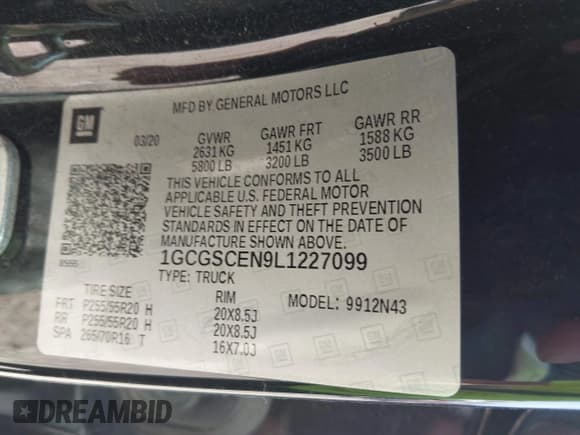 MFD BY GENERAL MOTORS LLC
GM
03/20 GVWR GAWR FRT GAWR RR
2631 KG 1451 KG 1588 KG
5800 LB 3200 LB 3500 LB
THIS VEHICLE CONFORMS TO ALL
APPLICABLE U.S. FEDERAL MOTOR
VEHICLE SAFETY AND THEFT PREVENTION
STANDARDS IN EFFECT ON THE DATE OF
MANUFACTURE SHOWN ABOVE.
1GCGSCEN9L1227099
TYPE: TRUCK
TIRE SIZE RIM MODEL: 9912N43
FRT P255/55R20 H 20X8.5J
RR P255/55R20 H 20X8.5J
SPA 265/70R16 T 16X7.0J
DREAMBID